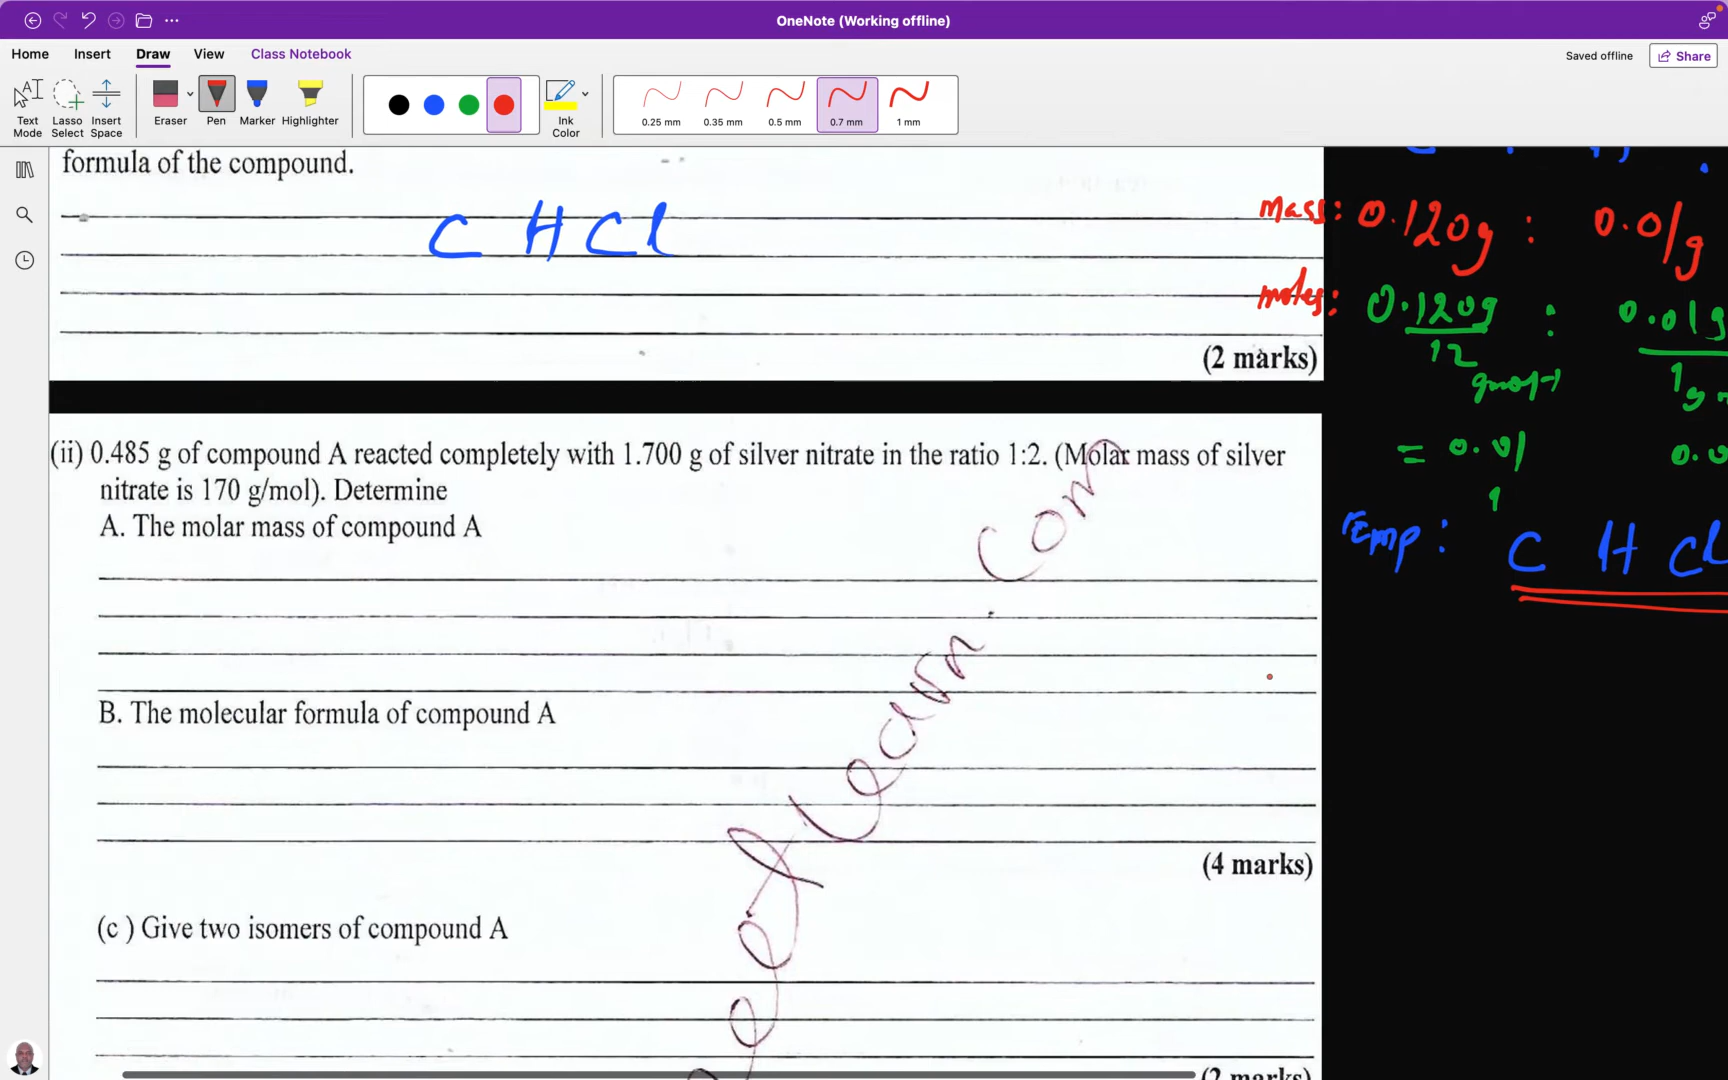 OneNote (Working offline)
Home Insert Draw View Class Notebook
Saved offline Share
Text Mode
Lasso Select
Insert Space
Eraser Pen Marker Highlighter
Ink Color
0.25 mm 0.35 mm 0.5 mm 0.7 mm 1 mm
formula of the compound.
C H Cl
mass: 0.120g : 0.01g
moles: 0.120g : 0.01g
12
gmol-1
= 0.01
1
Emp: C H Cl
(2 marks)
(ii) 0.485 g of compound A reacted completely with 1.700 g of silver nitrate in the ratio 1:2. (Molar mass of silver
nitrate is 170 g/mol). Determine
A. The molar mass of compound A
B. The molecular formula of compound A
(4 marks)
(c ) Give two isomers of compound A
(2 marks)